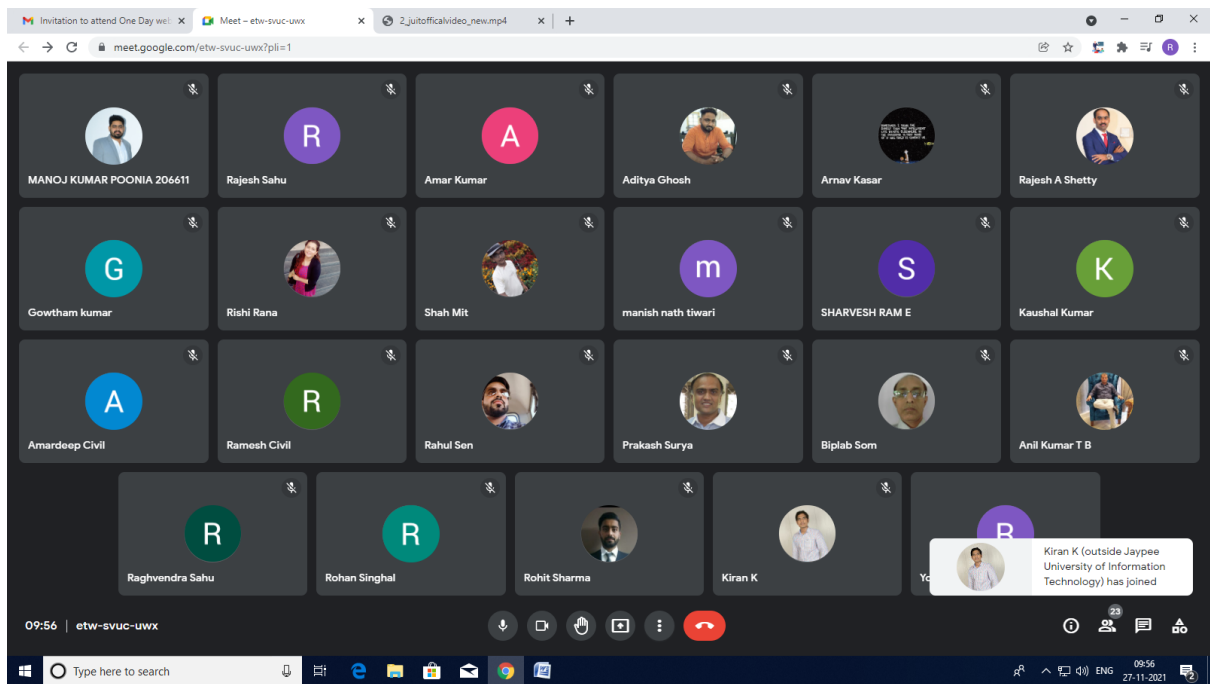 Invitation to attend One Day web
Meet – etw-svuc-uwx
2_juitofficalvideo_new.mp4
meet.google.com/etw-svuc-uwx?pli=1
R
MANOJ KUMAR POONIA 206611
R
Rajesh Sahu
A
Amar Kumar
Aditya Ghosh
Arnav Kasar
Rajesh A Shetty
G
Gowtham kumar
Rishi Rana
Shah Mit
m
manish nath tiwari
S
SHARVESH RAM E
K
Kaushal Kumar
A
Amardeep Civil
R
Ramesh Civil
Rahul Sen
Prakash Surya
Biplab Som
Anil Kumar T B
R
Raghvendra Sahu
R
Rohan Singhal
Rohit Sharma
Kiran K
R
Kiran K (outside Jaypee
University of Information
Technology) has joined
09:56 | etw-svuc-uwx
23
Type here to search
ENG
09:56
27-11-2021
2